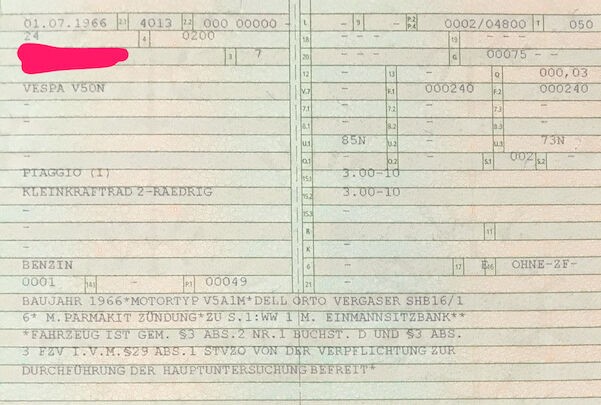 01.07.1966 2.1 4013 2.2 000 00000 - L - 9 - P.2 P.4 0002/04800 T 050
24 4 0200 18 - - - 19 - - -
3 7 20 - - - G 00075 - -
12 - 13 - Q 000,03
VESPA V50N V.7 - F.1 000240 F.2 000240
- 7.1 - 7.2 - 7.3 -
- 8.1 - 8.2 - 8.3 -
- U.1 85N U.2 - U.3 73N
- O.1 - O.2 - S.1 002 S.2 -
PIAGGIO (I) 15.1 3.00-10
KLEINKRAFTRAD 2-RAEDRIG 15.2 3.00-10
- 15.3 -
- R - 11 -
- K -
BENZIN 6 - 17 E 16 OHNE-ZF-
0001 14.1 - P.1 00049 21 -
BAUJAHR 1966*MOTORTYP V5A1M*DELL ORTO VERGASER SHB16/1
6* M.PARMAKIT ZÜNDUNG*ZU S.1:WW 1 M. EINMANNSITZBANK**
*FAHRZEUG IST GEM. §3 ABS.2 NR.1 BUCHST. D UND §3 ABS.
3 FZV I.V.M.§29 ABS.1 STVZO VON DER VERPFLICHTUNG ZUR
DURCHFÜHRUNG DER HAUPTUNTERSUCHUNG BEFREIT*